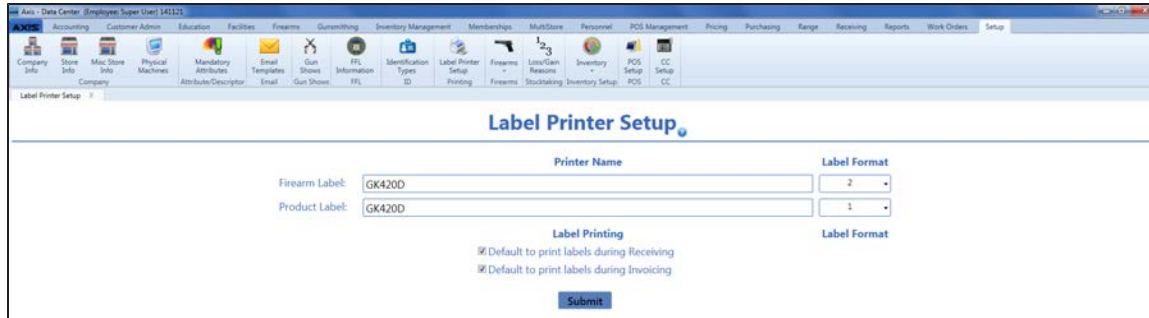 Axis - Data Center (Employee: Super User) 141121
AXIS Accounting Customer Admin Education Facilities Firearms Gunsmithing Inventory Management Memberships MultiStore Personnel POS Management Pricing Purchasing Range Receiving Reports Work Orders Setup
Company Info Store Info Misc Store Info Physical Machines Mandatory Attributes Email Templates Gun Shows FFL Information Identification Types Label Printer Setup Firearms Loss/Gain Reasons Inventory POS Setup CC Setup
Company Attribute/Descriptor Email Gun Shows FFL ID Printing Firearms Stocktaking Inventory Setup POS CC
Label Printer Setup X
Label Printer Setup
Printer Name Label Format
Firearm Label: GK420D 2
Product Label: GK420D 1
Label Printing Label Format
Default to print labels during Receiving
Default to print labels during Invoicing
Submit